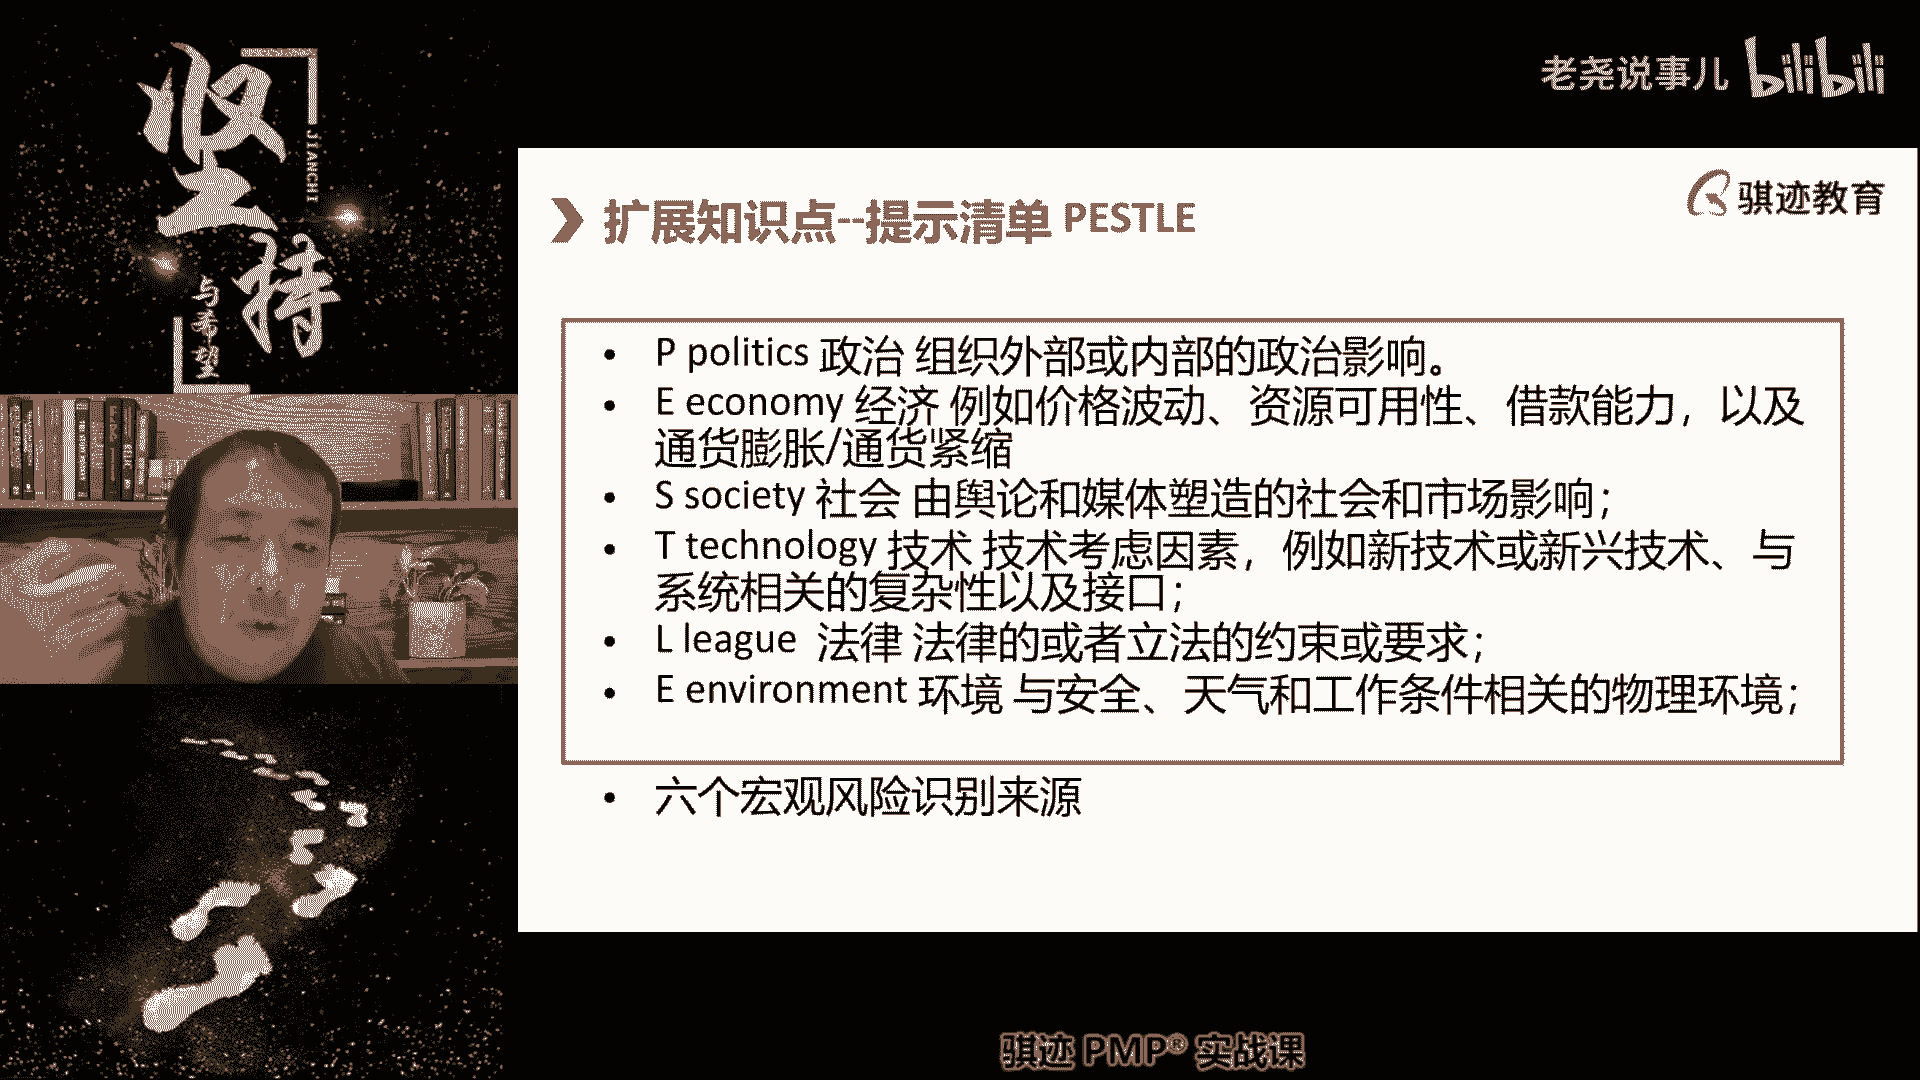 坚持
JIANCHI
与希望
老尧说事儿 bilibili
骐迹教育
扩展知识点--提示清单 PESTLE
• P politics 政治 组织外部或内部的政治影响。
• E economy 经济 例如价格波动、资源可用性、借款能力，以及
通货膨胀/通货紧缩
• S society 社会 由舆论和媒体塑造的社会和市场影响；
• T technology 技术 技术考虑因素，例如新技术或新兴技术、与
系统相关的复杂性以及接口；
• L league 法律 法律的或者立法的约束或要求；
• E environment 环境 与安全、天气和工作条件相关的物理环境；
• 六个宏观风险识别来源
骐迹 PMP® 实战课